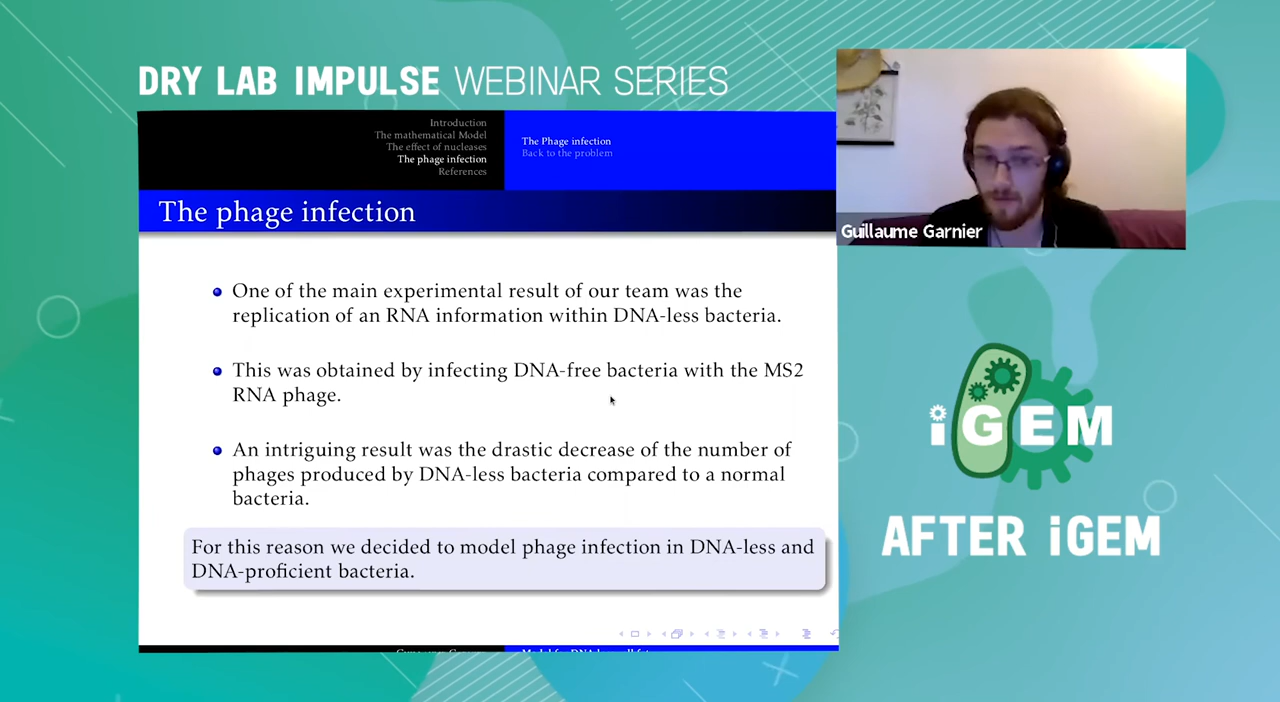 DRY LAB IMPULSE WEBINAR SERIES
Introduction
The mathematical Model
The effect of nucleases
The phage infection
References
The Phage infection
Back to the problem
The phage infection
One of the main experimental result of our team was the
replication of an RNA information within DNA-less bacteria.
This was obtained by infecting DNA-free bacteria with the MS2
RNA phage.
An intriguing result was the drastic decrease of the number of
phages produced by DNA-less bacteria compared to a normal
bacteria.
For this reason we decided to model phage infection in DNA-less and
DNA-proficient bacteria.
Guillaume Garnier
iGEM
AFTER iGEM